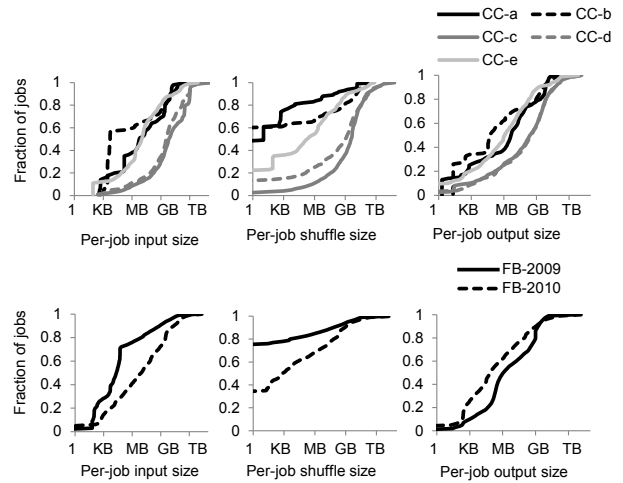 CC-a
CC-b
CC-c
CC-d
CC-e
Fraction of jobs
1
0.8
0.6
0.4
0.2
0
1 KB MB GB TB
Per-job input size
1
0.8
0.6
0.4
0.2
0
1 KB MB GB TB
Per-job shuffle size
1
0.8
0.6
0.4
0.2
0
1 KB MB GB TB
Per-job output size
FB-2009
FB-2010
Fraction of jobs
1
0.8
0.6
0.4
0.2
0
1 KB MB GB TB
Per-job input size
1
0.8
0.6
0.4
0.2
0
1 KB MB GB TB
Per-job shuffle size
1
0.8
0.6
0.4
0.2
0
1 KB MB GB TB
Per-job output size